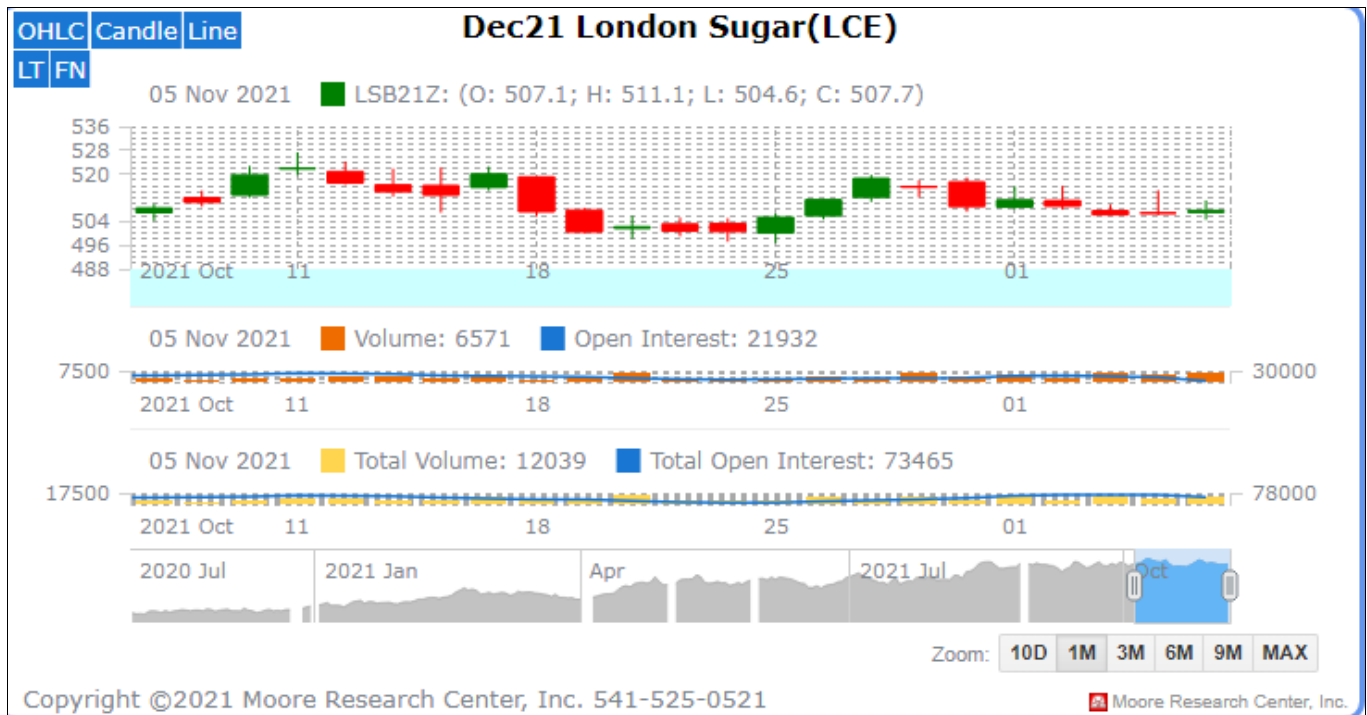 OHLC Candle Line
LT FN
Dec21 London Sugar(LCE)
05 Nov 2021 LSB21Z: (O: 507.1; H: 511.1; L: 504.6; C: 507.7)
536
528
520
504
496
488
2021 Oct 11 18 25 01
05 Nov 2021 Volume: 6571 Open Interest: 21932
7500 30000
2021 Oct 11 18 25 01
05 Nov 2021 Total Volume: 12039 Total Open Interest: 73465
17500 78000
2021 Oct 11 18 25 01
2020 Jul 2021 Jan Apr 2021 Jul Oct
Zoom: 10D 1M 3M 6M 9M MAX
Copyright ©2021 Moore Research Center, Inc. 541-525-0521
Moore Research Center, Inc.